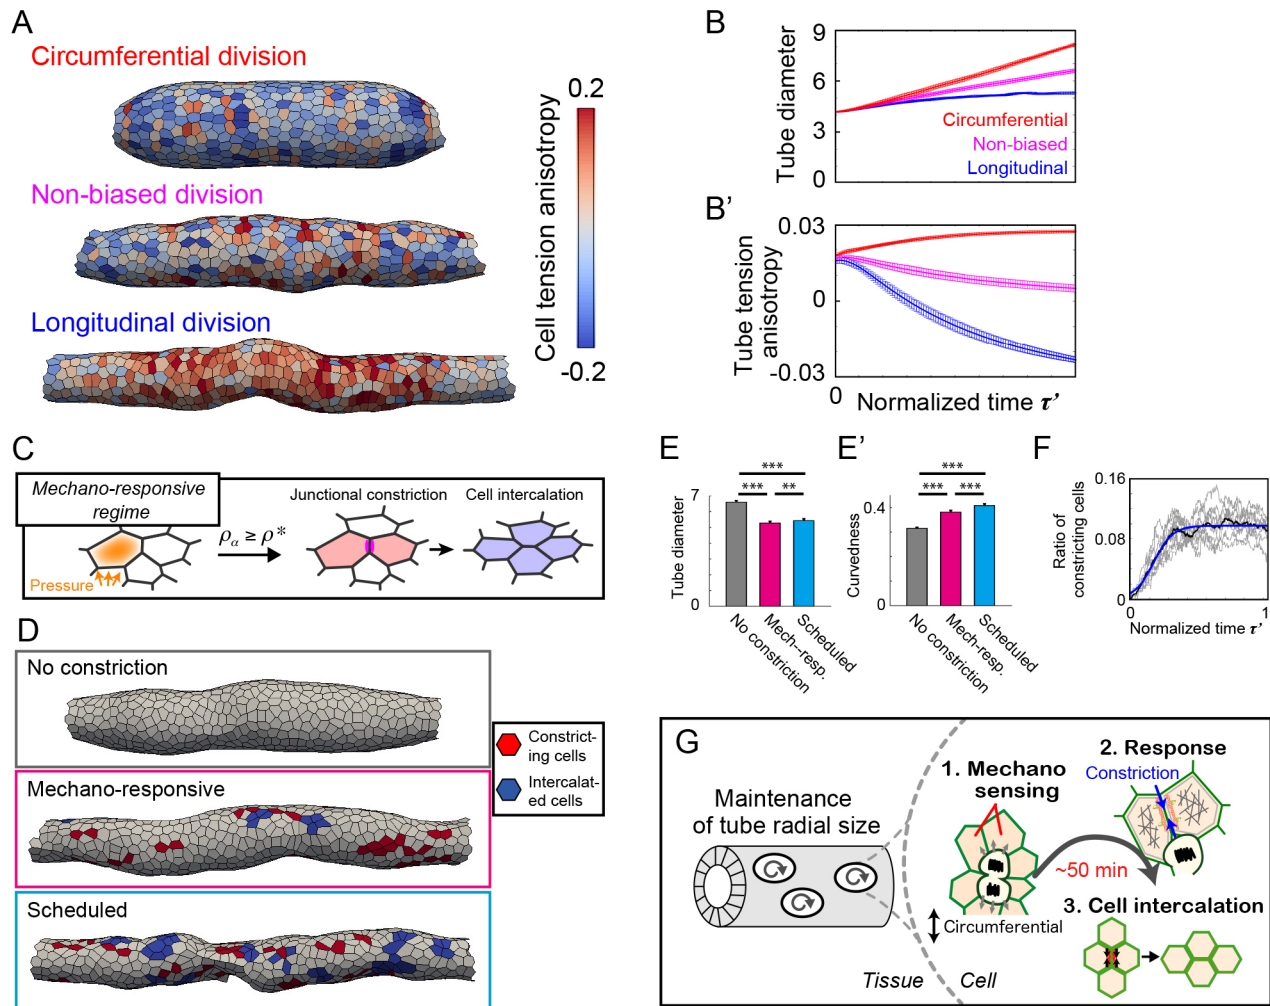 A
Circumferential division
Non-biased division
Longitudinal division
0.2
Cell tension anisotropy
-0.2
B
Tube diameter
9
6
3
0
Circumferential
Non-biased
Longitudinal
B’
Tube tension
anisotropy
0.03
0
-0.03
0
Normalized time τ’
C
Mechano-responsive
regime
Pressure
ρα ≥ ρ*
Junctional constriction
Cell intercalation
D
No constriction
Mechano-responsive
Scheduled
Constrict-
ing cells
Intercalat-
ed cells
E
Tube diameter
7
0
***
***
**
No constriction
Mech–resp.
Scheduled
E’
Curvedness
0.4
0
***
***
***
No constriction
Mech-resp.
Scheduled
F
Ratio of
constricting cells
0.16
0.08
0
0
1
Normalized time τ’
G
Maintenance
of tube radial size
1. Mechano
sensing
2. Response
Constriction
~50 min
3. Cell intercalation
Circumferential
Tissue
Cell